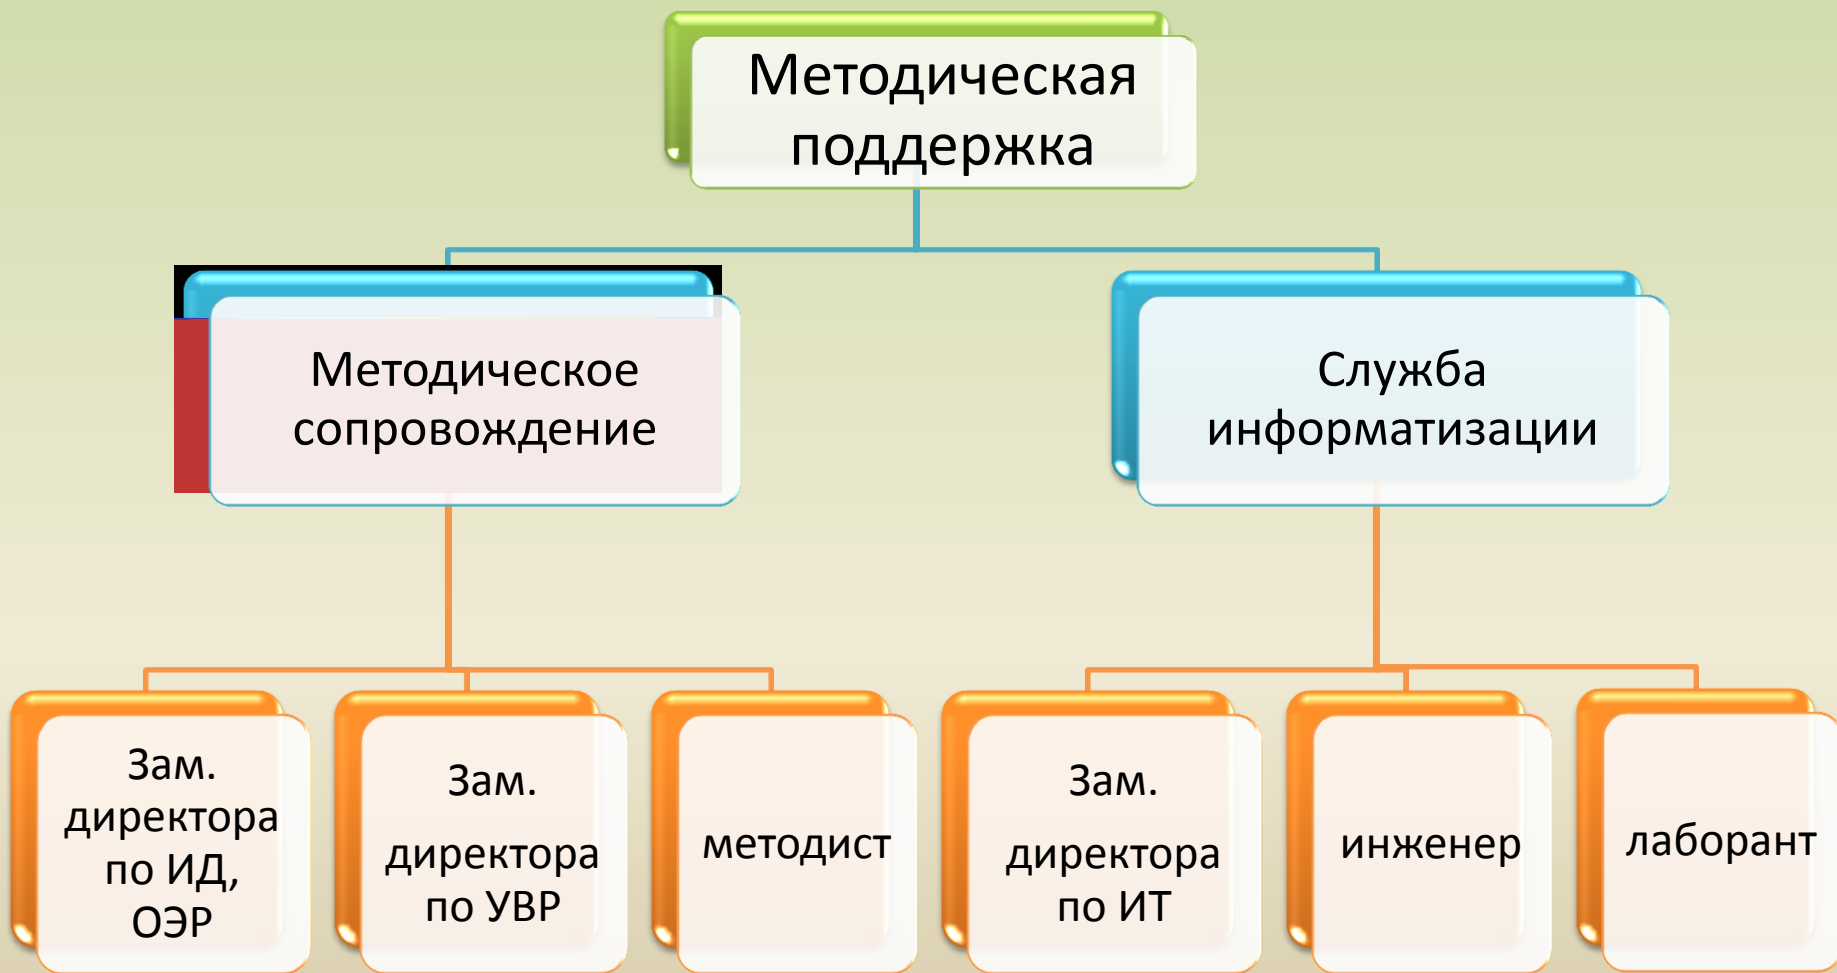 Методическая
поддержка
Методическое
сопровождение
Служба
информатизации
Зам.
директора
по ИД,
ОЭР
Зам.
директора
по УВР
методист
Зам.
директора
по ИТ
инженер
лаборант